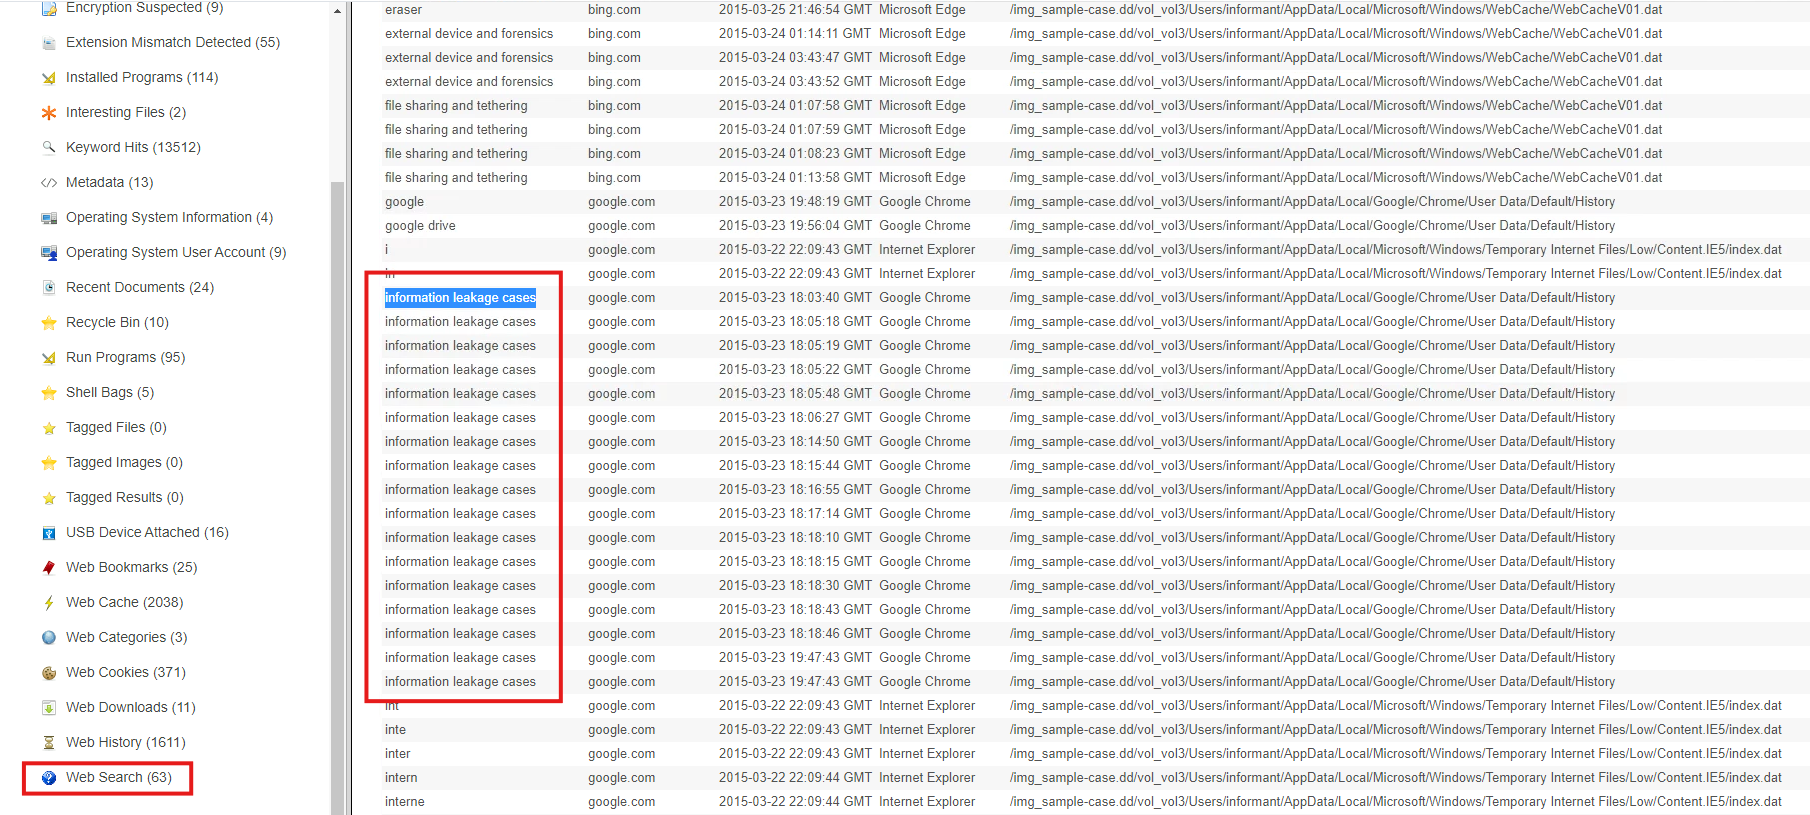 Encryption Suspected (9)
Extension Mismatch Detected (55)
Installed Programs (114)
Interesting Files (2)
Keyword Hits (13512)
Metadata (13)
Operating System Information (4)
Operating System User Account (9)
Recent Documents (24)
Recycle Bin (10)
Run Programs (95)
Shell Bags (5)
Tagged Files (0)
Tagged Images (0)
Tagged Results (0)
USB Device Attached (16)
Web Bookmarks (25)
Web Cache (2038)
Web Categories (3)
Web Cookies (371)
Web Downloads (11)
Web History (1611)
Web Search (63)
eraser bing.com 2015-03-25 21:46:54 GMT Microsoft Edge /img_sample-case.dd/vol_vol3/Users/informant/AppData/Local/Microsoft/Windows/WebCache/WebCacheV01.dat
external device and forensics bing.com 2015-03-24 01:14:11 GMT Microsoft Edge /img_sample-case.dd/vol_vol3/Users/informant/AppData/Local/Microsoft/Windows/WebCache/WebCacheV01.dat
external device and forensics bing.com 2015-03-24 03:43:47 GMT Microsoft Edge /img_sample-case.dd/vol_vol3/Users/informant/AppData/Local/Microsoft/Windows/WebCache/WebCacheV01.dat
external device and forensics bing.com 2015-03-24 03:43:52 GMT Microsoft Edge /img_sample-case.dd/vol_vol3/Users/informant/AppData/Local/Microsoft/Windows/WebCache/WebCacheV01.dat
file sharing and tethering bing.com 2015-03-24 01:07:58 GMT Microsoft Edge /img_sample-case.dd/vol_vol3/Users/informant/AppData/Local/Microsoft/Windows/WebCache/WebCacheV01.dat
file sharing and tethering bing.com 2015-03-24 01:07:59 GMT Microsoft Edge /img_sample-case.dd/vol_vol3/Users/informant/AppData/Local/Microsoft/Windows/WebCache/WebCacheV01.dat
file sharing and tethering bing.com 2015-03-24 01:08:23 GMT Microsoft Edge /img_sample-case.dd/vol_vol3/Users/informant/AppData/Local/Microsoft/Windows/WebCache/WebCacheV01.dat
file sharing and tethering bing.com 2015-03-24 01:13:58 GMT Microsoft Edge /img_sample-case.dd/vol_vol3/Users/informant/AppData/Local/Microsoft/Windows/WebCache/WebCacheV01.dat
google google.com 2015-03-23 19:48:19 GMT Google Chrome /img_sample-case.dd/vol_vol3/Users/informant/AppData/Local/Google/Chrome/User Data/Default/History
google drive google.com 2015-03-23 19:56:04 GMT Google Chrome /img_sample-case.dd/vol_vol3/Users/informant/AppData/Local/Google/Chrome/User Data/Default/History
i google.com 2015-03-22 22:09:43 GMT Internet Explorer /img_sample-case.dd/vol_vol3/Users/informant/AppData/Local/Microsoft/Windows/Temporary Internet Files/Low/Content.IE5/index.dat
in google.com 2015-03-22 22:09:43 GMT Internet Explorer /img_sample-case.dd/vol_vol3/Users/informant/AppData/Local/Microsoft/Windows/Temporary Internet Files/Low/Content.IE5/index.dat
information leakage cases google.com 2015-03-23 18:03:40 GMT Google Chrome /img_sample-case.dd/vol_vol3/Users/informant/AppData/Local/Google/Chrome/User Data/Default/History
information leakage cases google.com 2015-03-23 18:05:18 GMT Google Chrome /img_sample-case.dd/vol_vol3/Users/informant/AppData/Local/Google/Chrome/User Data/Default/History
information leakage cases google.com 2015-03-23 18:05:19 GMT Google Chrome /img_sample-case.dd/vol_vol3/Users/informant/AppData/Local/Google/Chrome/User Data/Default/History
information leakage cases google.com 2015-03-23 18:05:22 GMT Google Chrome /img_sample-case.dd/vol_vol3/Users/informant/AppData/Local/Google/Chrome/User Data/Default/History
information leakage cases google.com 2015-03-23 18:05:48 GMT Google Chrome /img_sample-case.dd/vol_vol3/Users/informant/AppData/Local/Google/Chrome/User Data/Default/History
information leakage cases google.com 2015-03-23 18:06:27 GMT Google Chrome /img_sample-case.dd/vol_vol3/Users/informant/AppData/Local/Google/Chrome/User Data/Default/History
information leakage cases google.com 2015-03-23 18:14:50 GMT Google Chrome /img_sample-case.dd/vol_vol3/Users/informant/AppData/Local/Google/Chrome/User Data/Default/History
information leakage cases google.com 2015-03-23 18:15:44 GMT Google Chrome /img_sample-case.dd/vol_vol3/Users/informant/AppData/Local/Google/Chrome/User Data/Default/History
information leakage cases google.com 2015-03-23 18:16:55 GMT Google Chrome /img_sample-case.dd/vol_vol3/Users/informant/AppData/Local/Google/Chrome/User Data/Default/History
information leakage cases google.com 2015-03-23 18:17:14 GMT Google Chrome /img_sample-case.dd/vol_vol3/Users/informant/AppData/Local/Google/Chrome/User Data/Default/History
information leakage cases google.com 2015-03-23 18:18:10 GMT Google Chrome /img_sample-case.dd/vol_vol3/Users/informant/AppData/Local/Google/Chrome/User Data/Default/History
information leakage cases google.com 2015-03-23 18:18:15 GMT Google Chrome /img_sample-case.dd/vol_vol3/Users/informant/AppData/Local/Google/Chrome/User Data/Default/History
information leakage cases google.com 2015-03-23 18:18:30 GMT Google Chrome /img_sample-case.dd/vol_vol3/Users/informant/AppData/Local/Google/Chrome/User Data/Default/History
information leakage cases google.com 2015-03-23 18:18:43 GMT Google Chrome /img_sample-case.dd/vol_vol3/Users/informant/AppData/Local/Google/Chrome/User Data/Default/History
information leakage cases google.com 2015-03-23 18:18:46 GMT Google Chrome /img_sample-case.dd/vol_vol3/Users/informant/AppData/Local/Google/Chrome/User Data/Default/History
information leakage cases google.com 2015-03-23 19:47:43 GMT Google Chrome /img_sample-case.dd/vol_vol3/Users/informant/AppData/Local/Google/Chrome/User Data/Default/History
information leakage cases google.com 2015-03-23 19:47:43 GMT Google Chrome /img_sample-case.dd/vol_vol3/Users/informant/AppData/Local/Google/Chrome/User Data/Default/History
int google.com 2015-03-22 22:09:43 GMT Internet Explorer /img_sample-case.dd/vol_vol3/Users/informant/AppData/Local/Microsoft/Windows/Temporary Internet Files/Low/Content.IE5/index.dat
inte google.com 2015-03-22 22:09:43 GMT Internet Explorer /img_sample-case.dd/vol_vol3/Users/informant/AppData/Local/Microsoft/Windows/Temporary Internet Files/Low/Content.IE5/index.dat
inter google.com 2015-03-22 22:09:43 GMT Internet Explorer /img_sample-case.dd/vol_vol3/Users/informant/AppData/Local/Microsoft/Windows/Temporary Internet Files/Low/Content.IE5/index.dat
intern google.com 2015-03-22 22:09:44 GMT Internet Explorer /img_sample-case.dd/vol_vol3/Users/informant/AppData/Local/Microsoft/Windows/Temporary Internet Files/Low/Content.IE5/index.dat
interne google.com 2015-03-22 22:09:44 GMT Internet Explorer /img_sample-case.dd/vol_vol3/Users/informant/AppData/Local/Microsoft/Windows/Temporary Internet Files/Low/Content.IE5/index.dat